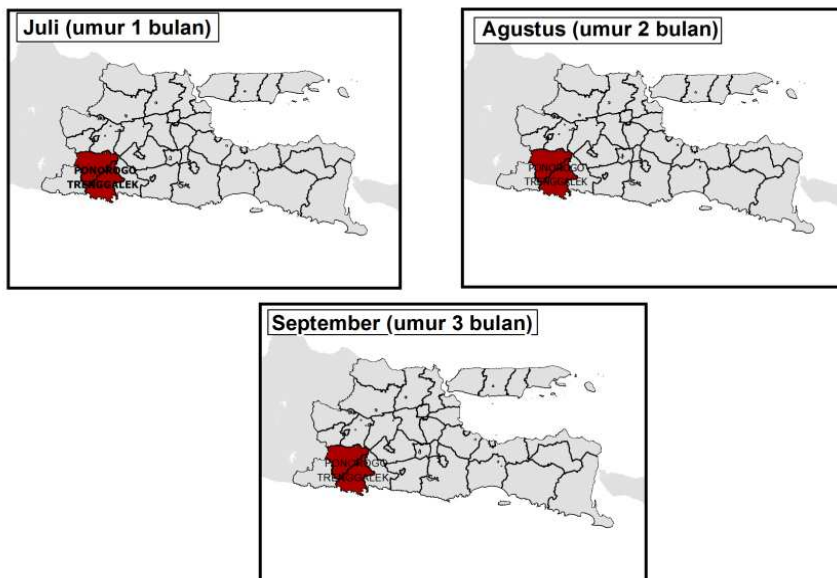 Juli (umur 1 bulan)
PONOROGO
TRENGGALEK
Agustus (umur 2 bulan)
PONOROGO
TRENGGALEK
September (umur 3 bulan)
PONOROGO
TRENGGALEK